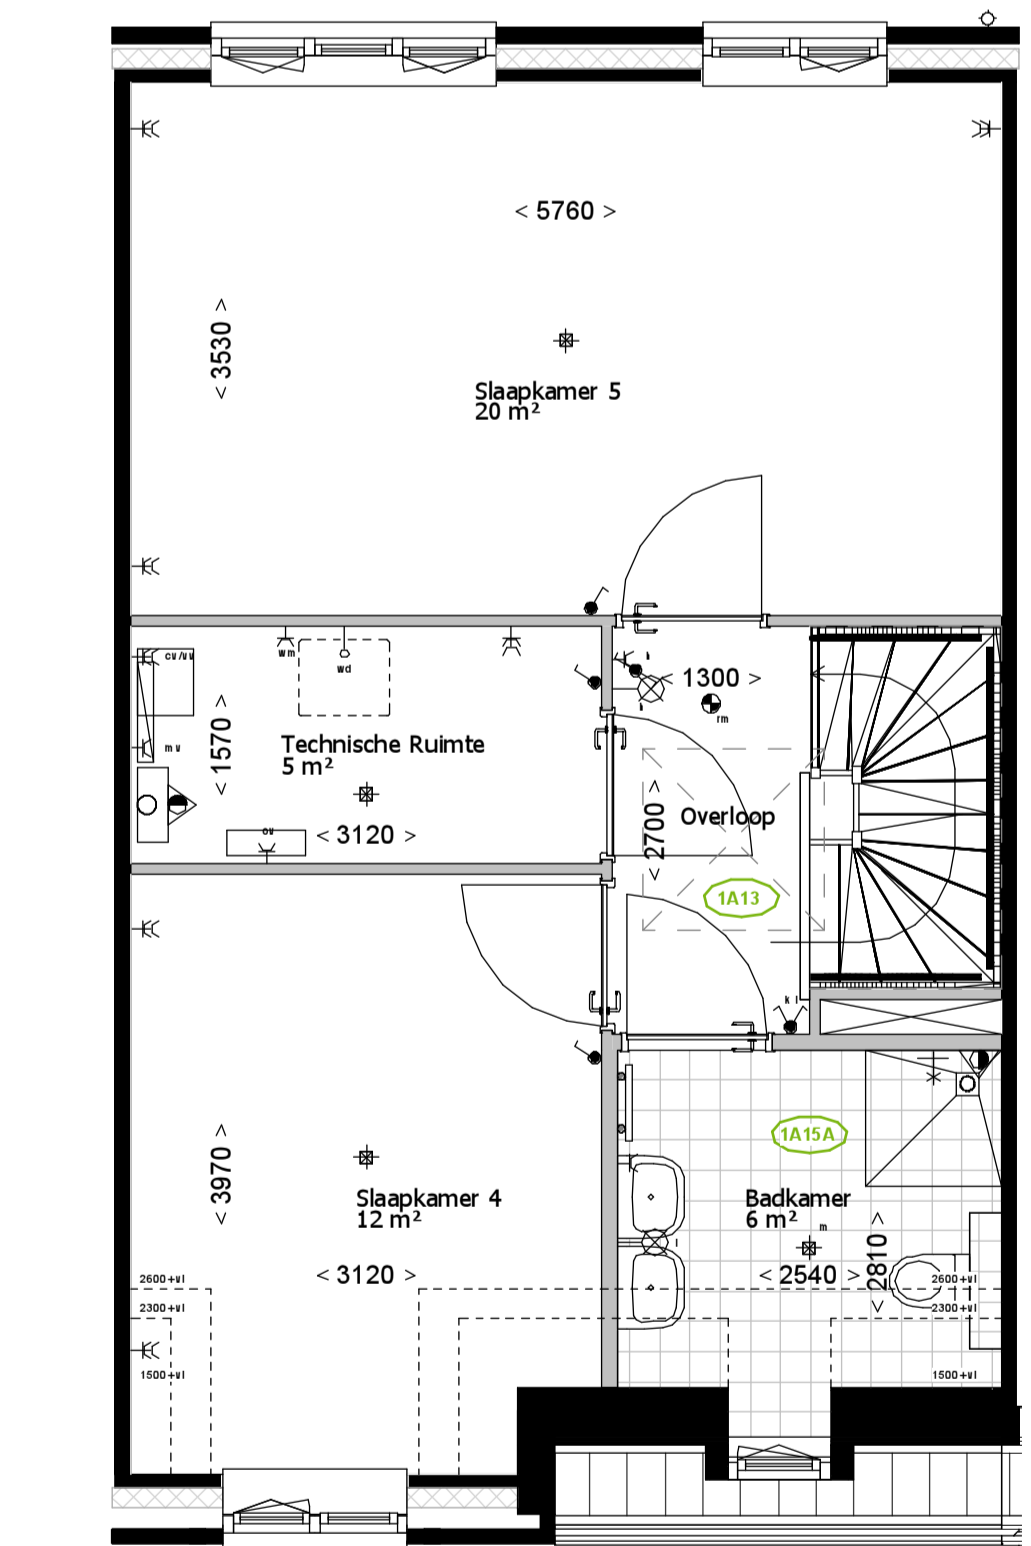 < 5760 >
< 3530 >
Slaapkamer 5
20 m²
wm
wd
cv/vv
mv
< 1570 >
Technische Ruimte
5 m²
ov
< 3120 >
< 1300 >
rm
< 2700 >
Overloop
1A13
k l
1A15A
< 3970 >
Slaapkamer 4
12 m²
< 3120 >
Badkamer
6 m²
m
l
< 2540 >
< 2810 >
2600+vl
2300+vl
1500+vl
2600+vl
2300+vl
1500+vl